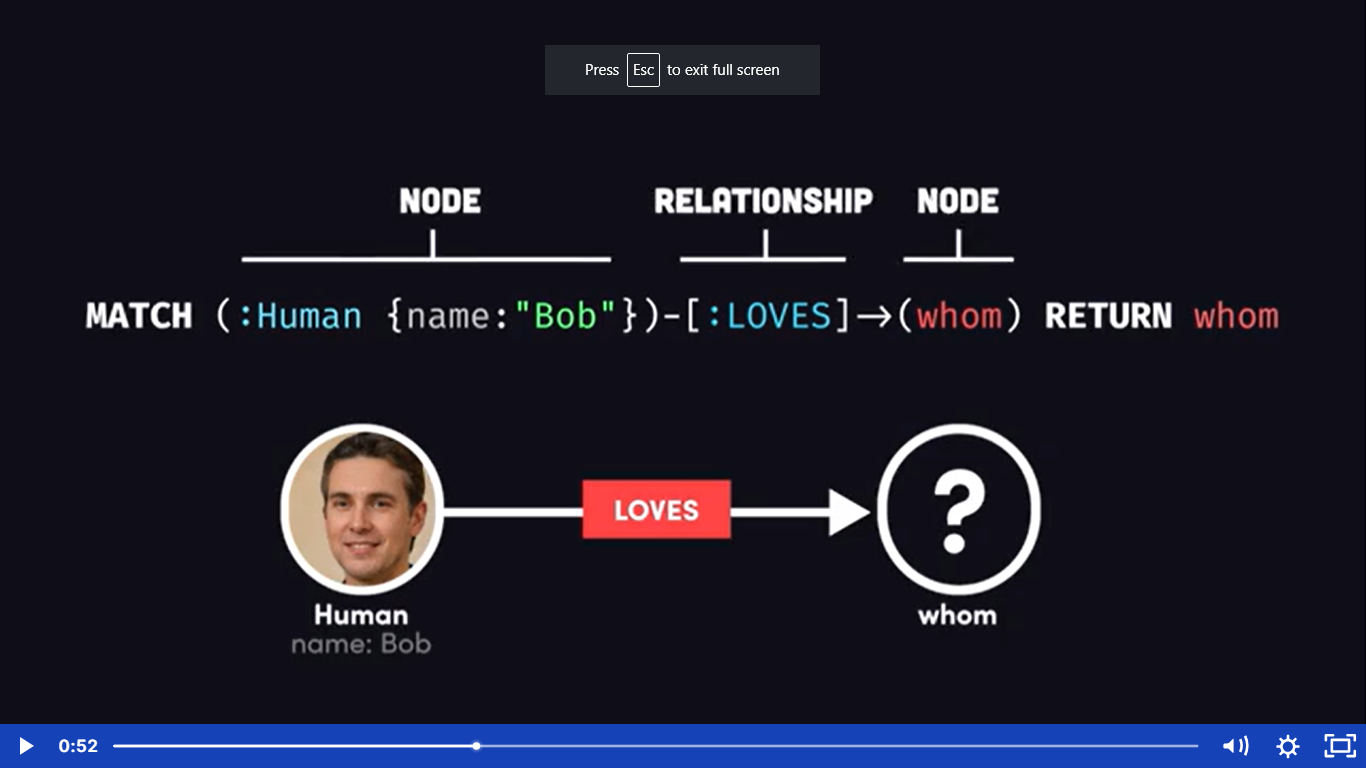 Press Esc to exit full screen
NODE RELATIONSHIP NODE
MATCH (:Human {name:"Bob"})-[:LOVES]→(whom) RETURN whom
LOVES
?
Human whom
name: Bob
0:52